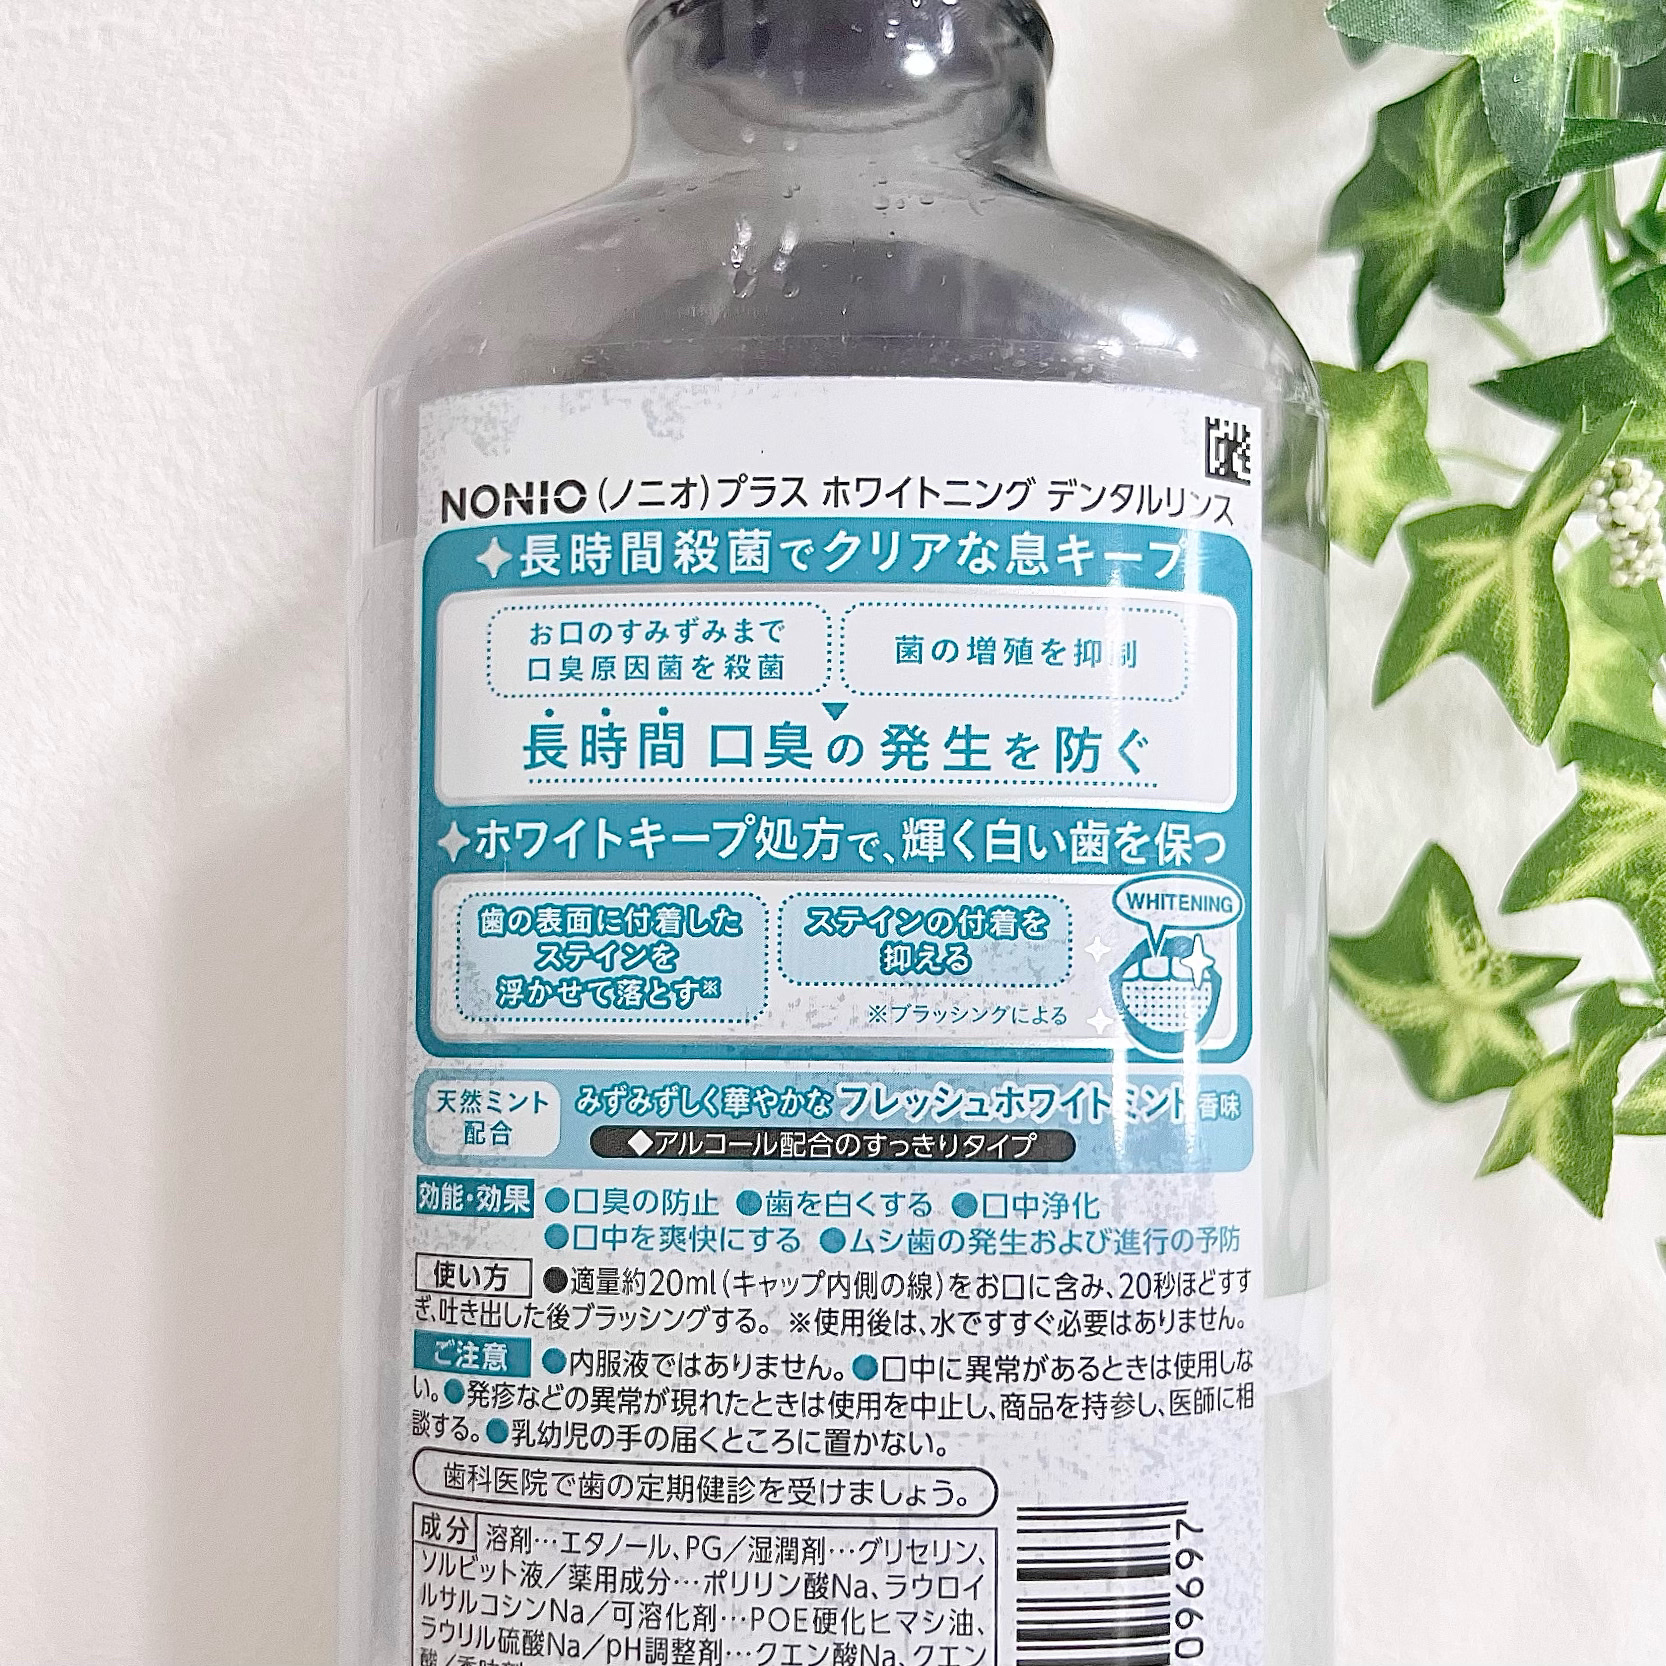 NONIO（ノニオ）プラス ホワイトニング デンタルリンス
長時間殺菌でクリアな息キープ
お口のすみずみまで
口臭原因菌を殺菌
菌の増殖を抑制
長時間 口臭の発生を防ぐ
ホワイトキープ処方で、輝く白い歯を保つ
歯の表面に付着した
ステインを
浮かせて落とす※
ステインの付着を
抑える
※ブラッシングによる
WHITENING
天然ミント
配合
みずみずしく華やかなフレッシュホワイトミント香味
◆アルコール配合のすっきりタイプ
効能・効果 ●口臭の防止 ●歯を白くする ●口中浄化
●口中を爽快にする ●ムシ歯の発生および進行の予防
使い方 ●適量約20ml（キャップ内側の線）をお口に含み、20秒ほどすす
ぎ、吐き出した後ブラッシングする。※使用後は、水ですすぐ必要はありません。
ご注意 ●内服液ではありません。●口中に異常があるときは使用しな
い。●発疹などの異常が現れたときは使用を中止し、商品を持参し、医師に相
談する。●乳幼児の手の届くところに置かない。
歯科医院で歯の定期健診を受けましょう。
成分 溶剤…エタノール、PG／湿潤剤…グリセリン、
ソルビット液／薬用成分…ポリリン酸Na、ラウロイ
ルサルコシンNa／可溶化剤…POE硬化ヒマシ油、
ラウリル硫酸Na／pH調整剤…クエン酸Na、クエン